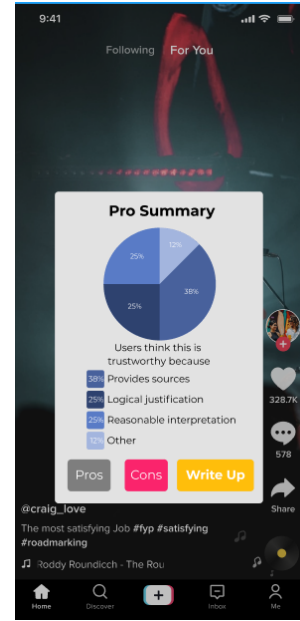 9:41
Following For You
Pro Summary
12%
25%
38%
25%
Users think this is
trustworthy because
38% Provides sources
25% Logical justification
25% Reasonable interpretation
12% Other
Pros Cons Write Up
328.7K
578
Share
@craig_love
The most satisfying Job #fyp #satisfying
#roadmarking
Roddy Roundicch - The Rou
Home Discover Inbox Me